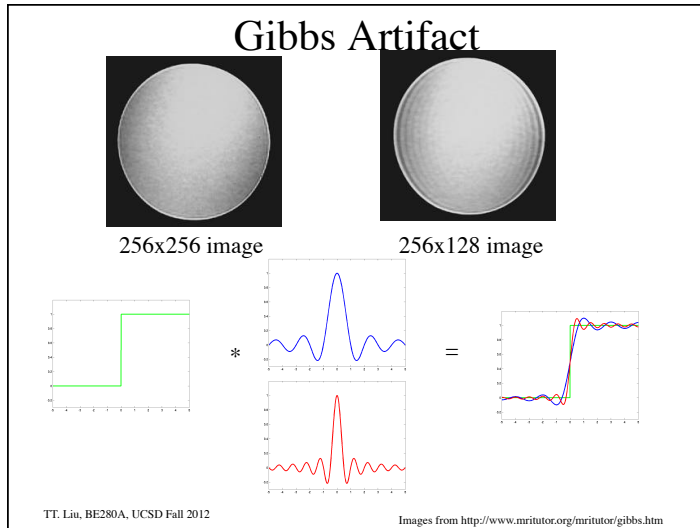 Gibbs Artifact
256x256 image
256x128 image
*
=
TT. Liu, BE280A, UCSD Fall 2012
Images from http://www.mritutor.org/mritutor/gibbs.htm